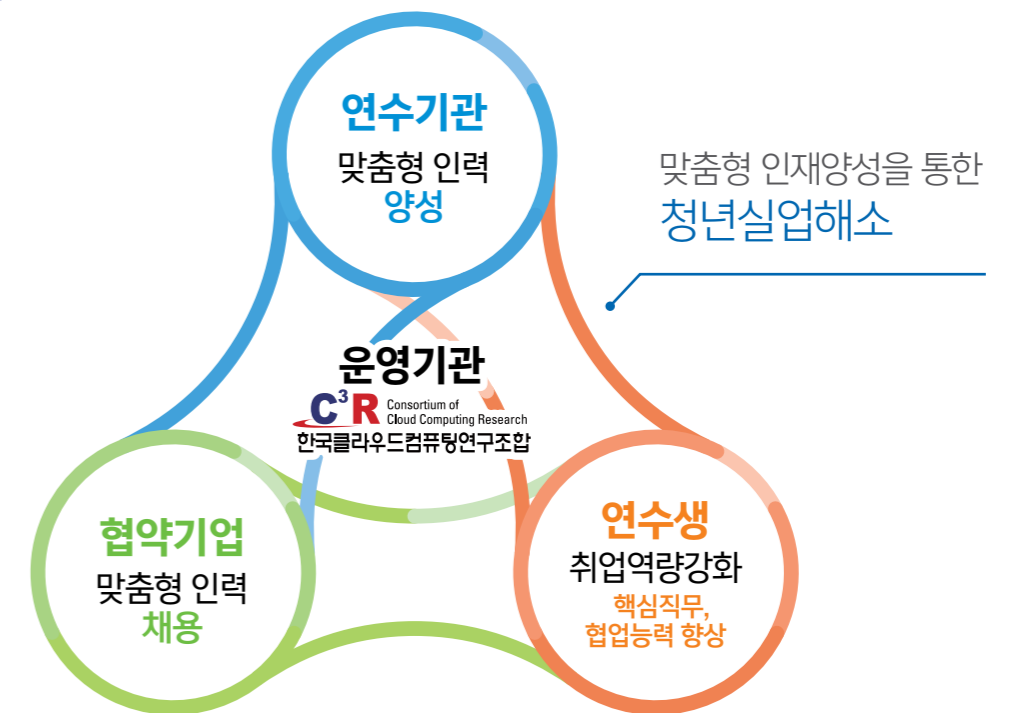 연수기관
맞춤형 인력
양성
맞춤형 인재양성을 통한
청년실업해소
운영기관
C³R Consortium of
Cloud Computing Research
한국클라우드컴퓨팅연구조합
협약기업
맞춤형 인력
채용
연수생
취업역량강화
핵심직무,
협업능력 향상